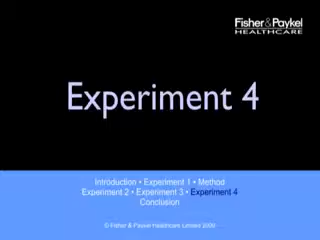 Fisher&Paykel
HEALTHCARE
Experiment 4
Introduction • Experiment 1 • Method
Experiment 2 • Experiment 3 • Experiment 4
Conclusion
© Fisher & Paykel Healthcare Limited 2009